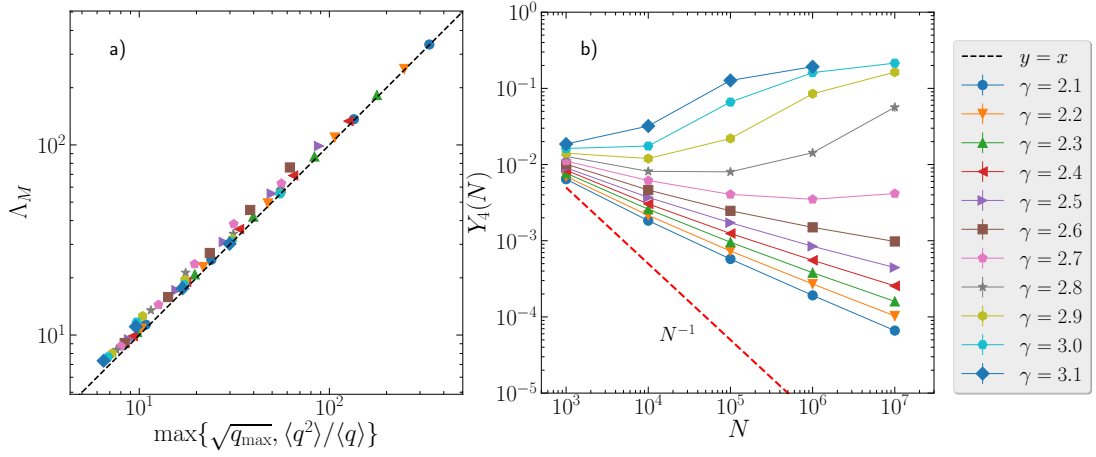 a)
Λ_M
10^2
10^1
10^1
10^2
max{√q_max, ⟨q^2⟩/⟨q⟩}
b)
Y_4(N)
10^0
10^{-1}
10^{-2}
10^{-3}
10^{-4}
10^{-5}
N^{-1}
10^3
10^4
10^5
10^6
10^7
N
y = x
γ = 2.1
γ = 2.2
γ = 2.3
γ = 2.4
γ = 2.5
γ = 2.6
γ = 2.7
γ = 2.8
γ = 2.9
γ = 3.0
γ = 3.1